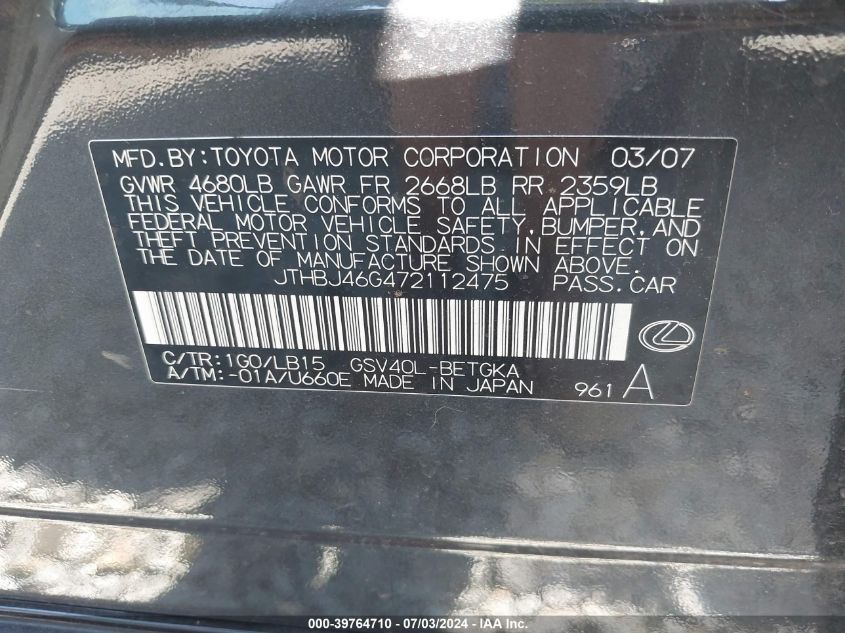 MFD.BY:TOYOTA MOTOR CORPORATION 03/07
GVWR 4680LB GAWR FR 2668LB RR 2359LB
THIS VEHICLE CONFORMS TO ALL APPLICABLE
FEDERAL MOTOR VEHICLE SAFETY,BUMPER,AND
THEFT PREVENTION STANDARDS IN EFFECT ON
THE DATE OF MANUFACTURE SHOWN ABOVE.
JTHBJ46G472112475 PASS.CAR
C/TR:1G0/LB15 GSV40L-BETGKA
A/TM:-01A/U660E MADE IN JAPAN 961 A
000-39764710 - 07/03/2024 - IAA Inc.